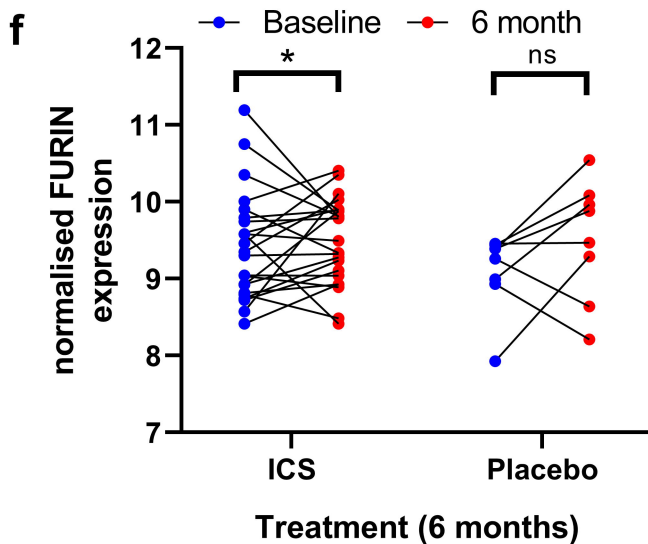 f
Baseline 6 month
12
11
10
9
8
7
normalised FURIN
expression
*
ns
ICS Placebo
Treatment (6 months)